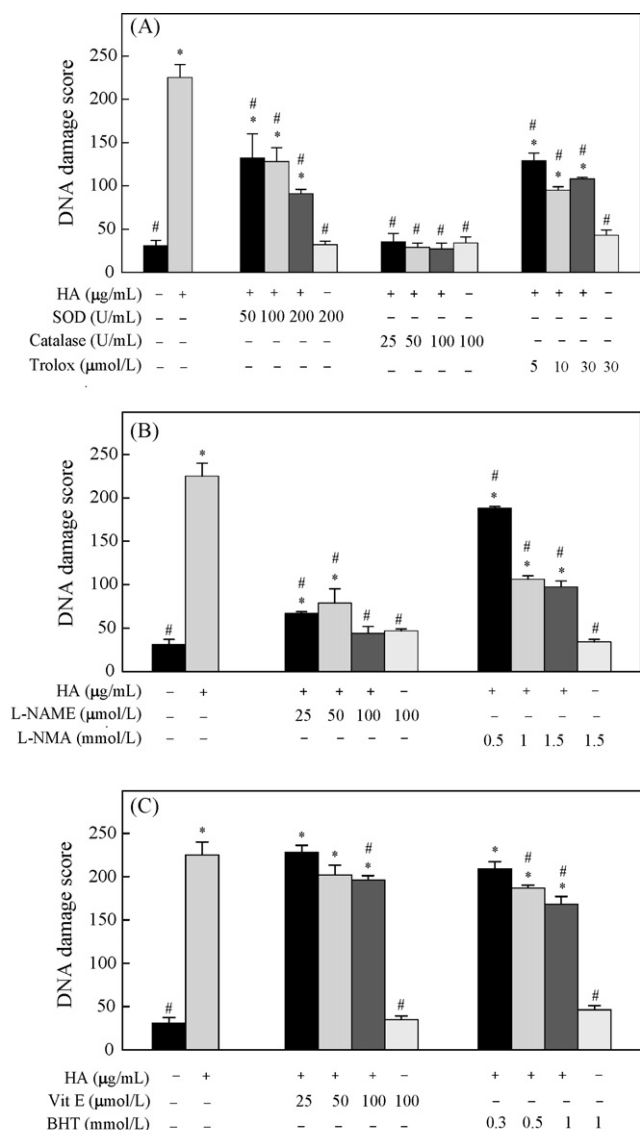 (A)
DNA damage score
250
200
150
100
50
0
*
#
# # #
* * * #
# # # #
# # #
* * * #
HA (μg/mL) – + + + + – + + + – + + + –
SOD (U/mL) – – 50 100 200 200 – – – – – – – –
Catalase (U/mL) – – – – – – 25 50 100 100 – – – –
Trolox (μmol/L) – – – – – – – – – – 5 10 30 30
(B)
DNA damage score
250
200
150
100
50
0
*
#
# # # #
* *
# # # #
* * *
HA (μg/mL) – + + + + – + + + –
L-NAME (μmol/L) – – 25 50 100 100 – – – –
L-NMA (mmol/L) – – – – – – 0.5 1 1.5 1.5
(C)
DNA damage score
250
200
150
100
50
0
*
#
* * # #
*
* # # #
* *
HA (μg/mL) – + + + + – + + + –
Vit E (μmol/L) – – 25 50 100 100 – – – –
BHT (mmol/L) – – – – – – 0.3 0.5 1 1